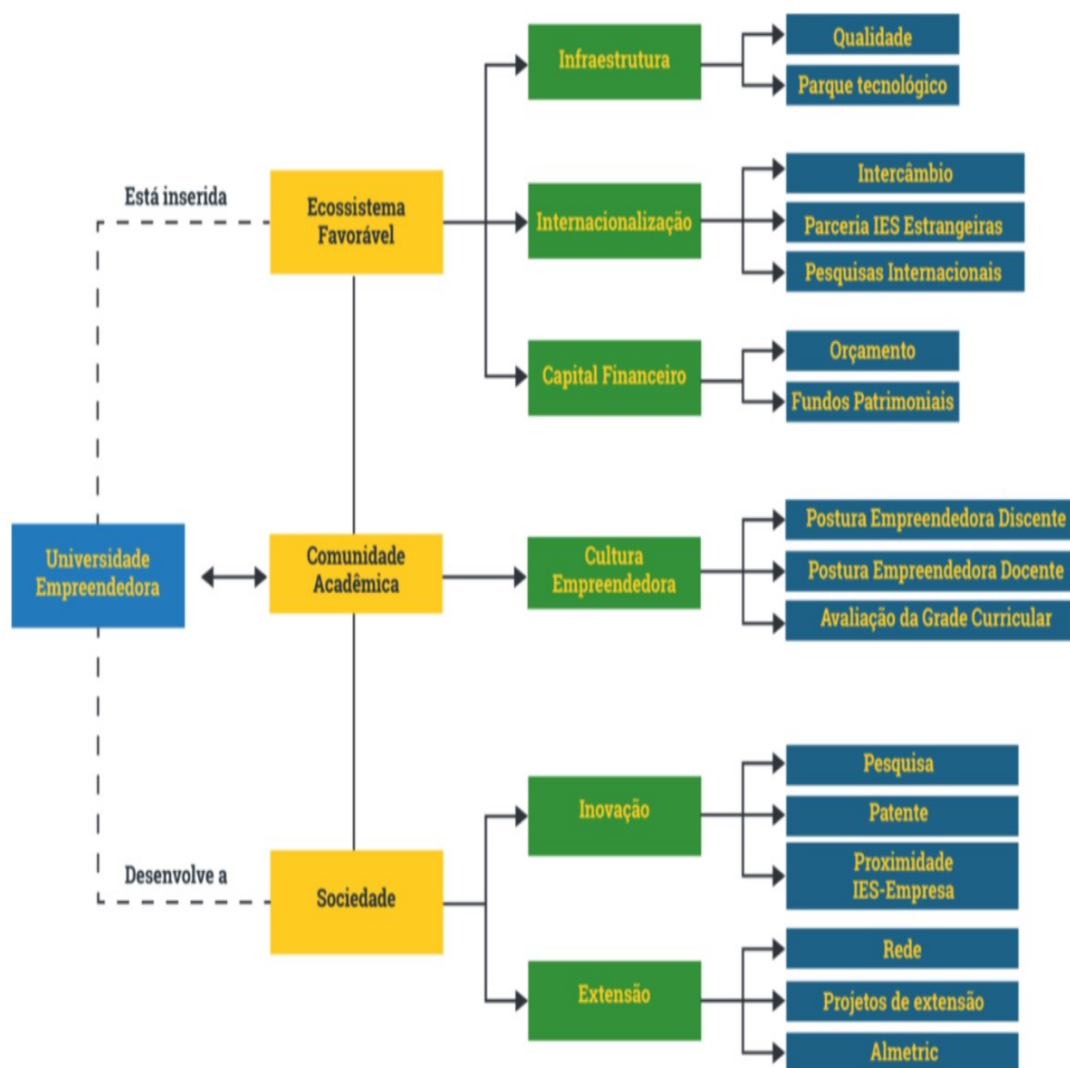 Infraestrutura
Qualidade
Parque tecnológico
Está inserida
Ecossistema
Favorável
Internacionalização
Intercâmbio
Parceria IES Estrangeiras
Pesquisas Internacionais
Capital Financeiro
Orçamento
Fundos Patrimoniais
Universidade
Empreendedora
Comunidade
Acadêmica
Cultura
Empreendedora
Postura Empreendedora Discente
Postura Empreendedora Docente
Avaliação da Grade Curricular
Desenvolve a
Sociedade
Inovação
Pesquisa
Patente
Proximidade
IES-Empresa
Extensão
Rede
Projetos de extensão
Almetric